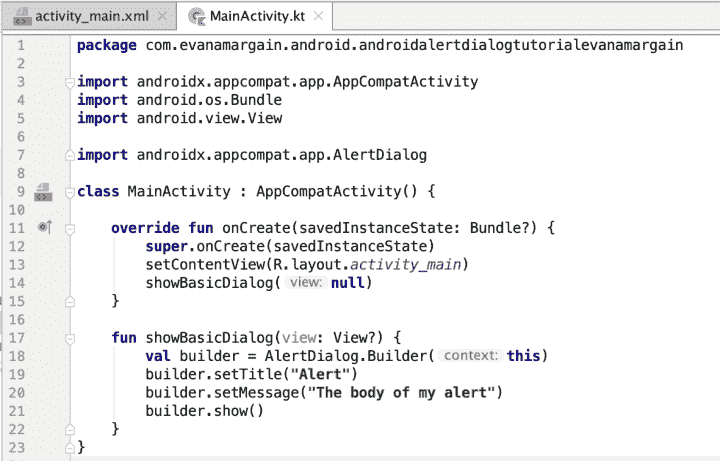 activity_main.xml MainActivity.kt
1 package com.evanamargain.android.androidalertdialogtutorialevanamargain
2
3 import androidx.appcompat.app.AppCompatActivity
4 import android.os.Bundle
5 import android.view.View
6
7 import androidx.appcompat.app.AlertDialog
8
9 class MainActivity : AppCompatActivity() {
10
11 override fun onCreate(savedInstanceState: Bundle?) {
12 super.onCreate(savedInstanceState)
13 setContentView(R.layout.activity_main)
14 showBasicDialog( view: null)
15 }
16
17 fun showBasicDialog(view: View?) {
18 val builder = AlertDialog.Builder( context: this)
19 builder.setTitle("Alert")
20 builder.setMessage("The body of my alert")
21 builder.show()
22 }
23 }